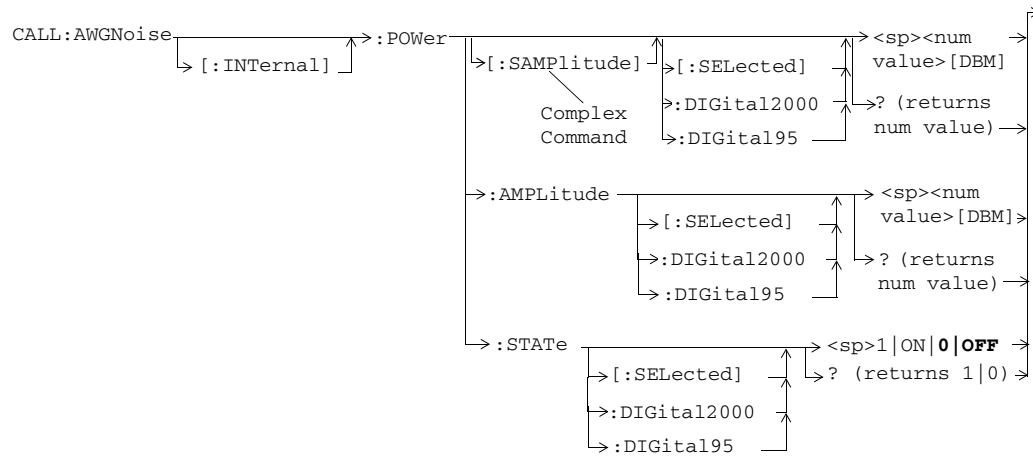 CALL:AWGNoise
[:INTernal]
:POWer
[:SAMPlitude]
Complex
Command
[:SELected]
:DIGital2000
:DIGital95
<sp><num
value>[DBM]
? (returns
num value)
:AMPLitude
[:SELected]
:DIGital2000
:DIGital95
<sp><num
value>[DBM]
? (returns
num value)
:STATe
[:SELected]
:DIGital2000
:DIGital95
<sp>1|ON|0|OFF
? (returns 1|0)